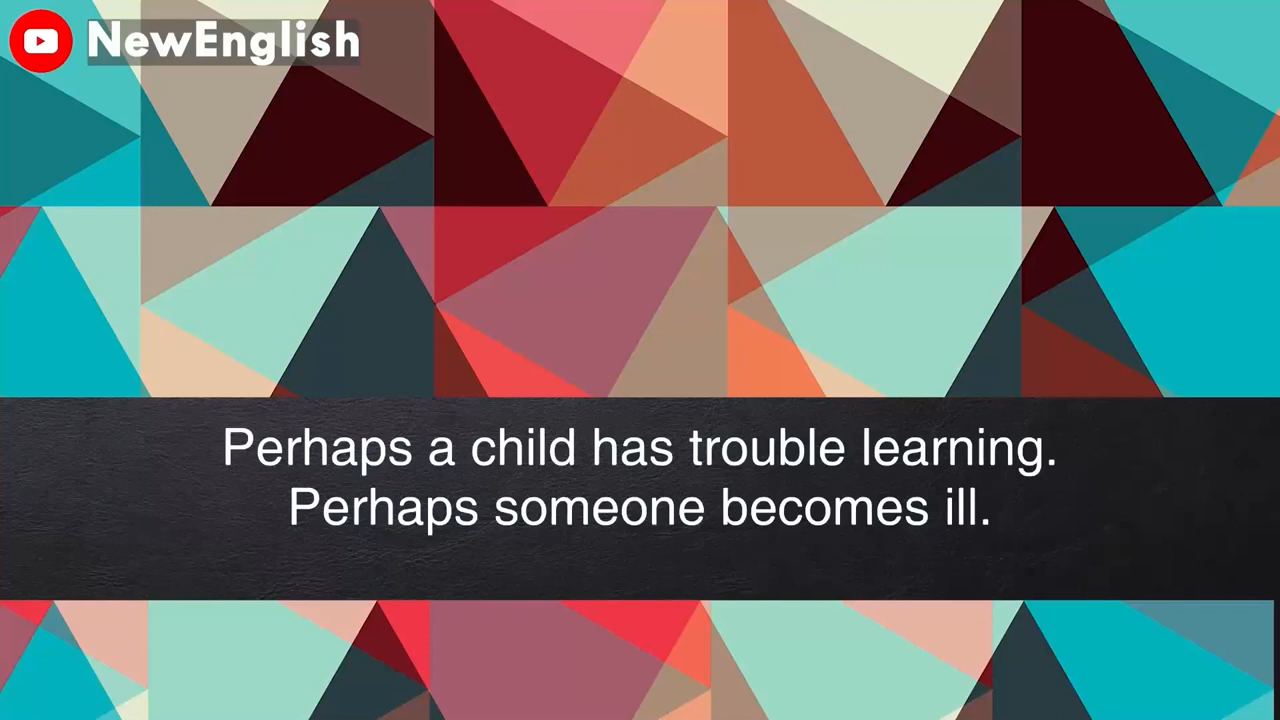 NewEnglish
Perhaps a child has trouble learning.
Perhaps someone becomes ill.